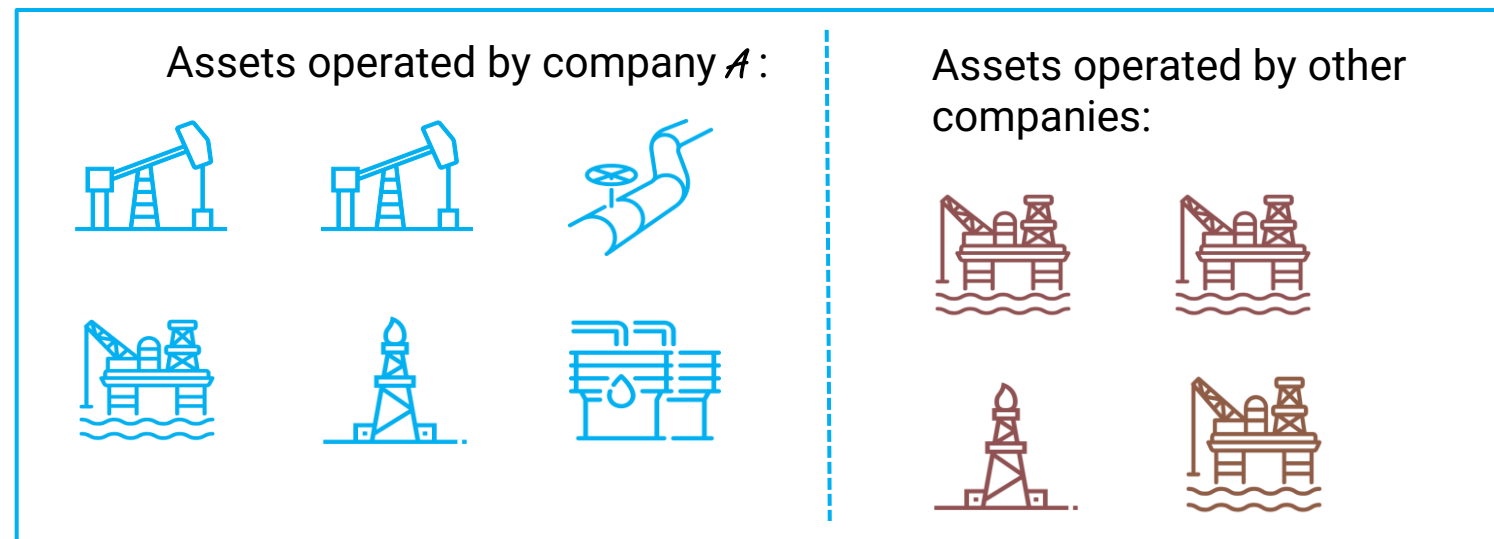 Assets operated by company A :
Assets operated by other
companies: